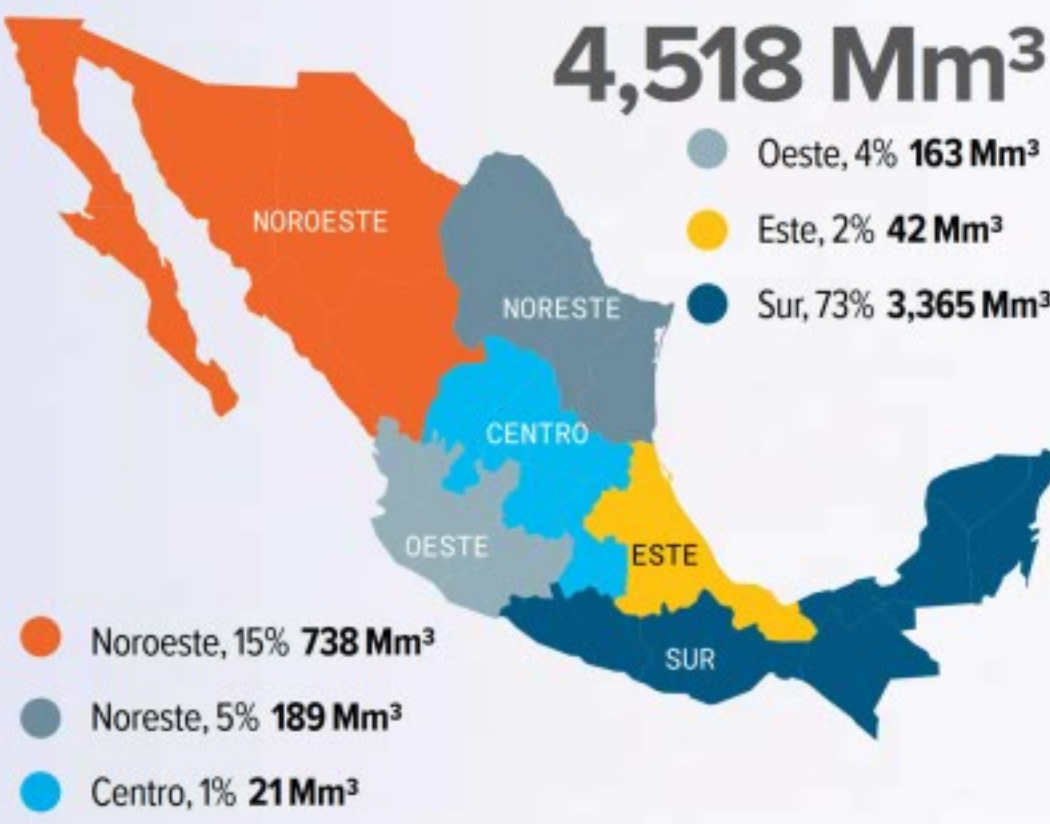 4,518 Mm³
Oeste, 4% 163 Mm³
Este, 2% 42 Mm³
Sur, 73% 3,365 Mm³
NOROESTE
NORESTE
CENTRO
OESTE
ESTE
SUR
Noroeste, 15% 738 Mm³
Noreste, 5% 189 Mm³
Centro, 1% 21 Mm³